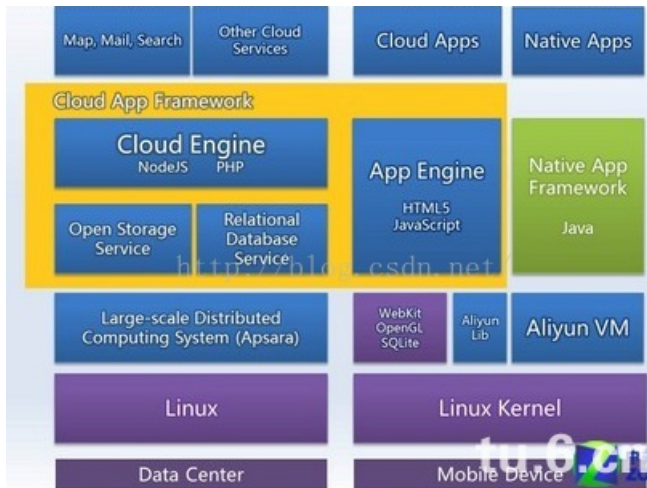 Map, Mail, Search
Other Cloud
Services
Cloud Apps
Native Apps
Cloud App Framework
Cloud Engine
NodeJS PHP
App Engine
HTML5
JavaScript
Native App
Framework
Java
Open Storage
Service
Relational
Database
Service
http://blog.csdn.net/
Large-scale Distributed
Computing System (Apsara)
WebKit
OpenGL
SQLite
Aliyun
Lib
Aliyun VM
Linux
Linux Kernel
Data Center
Mobile Device
tu.6.cn